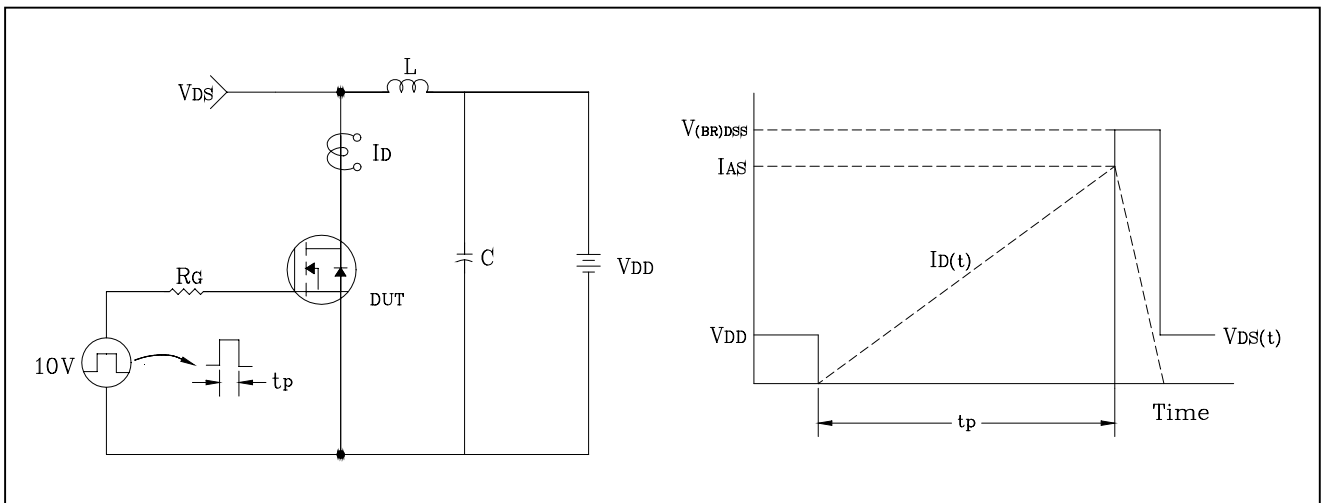 L
VDS
ID
RG
DUT
C
VDD
10V
tp
V(BR)DSS
IAS
ID(t)
VDD
VDS(t)
tp
Time